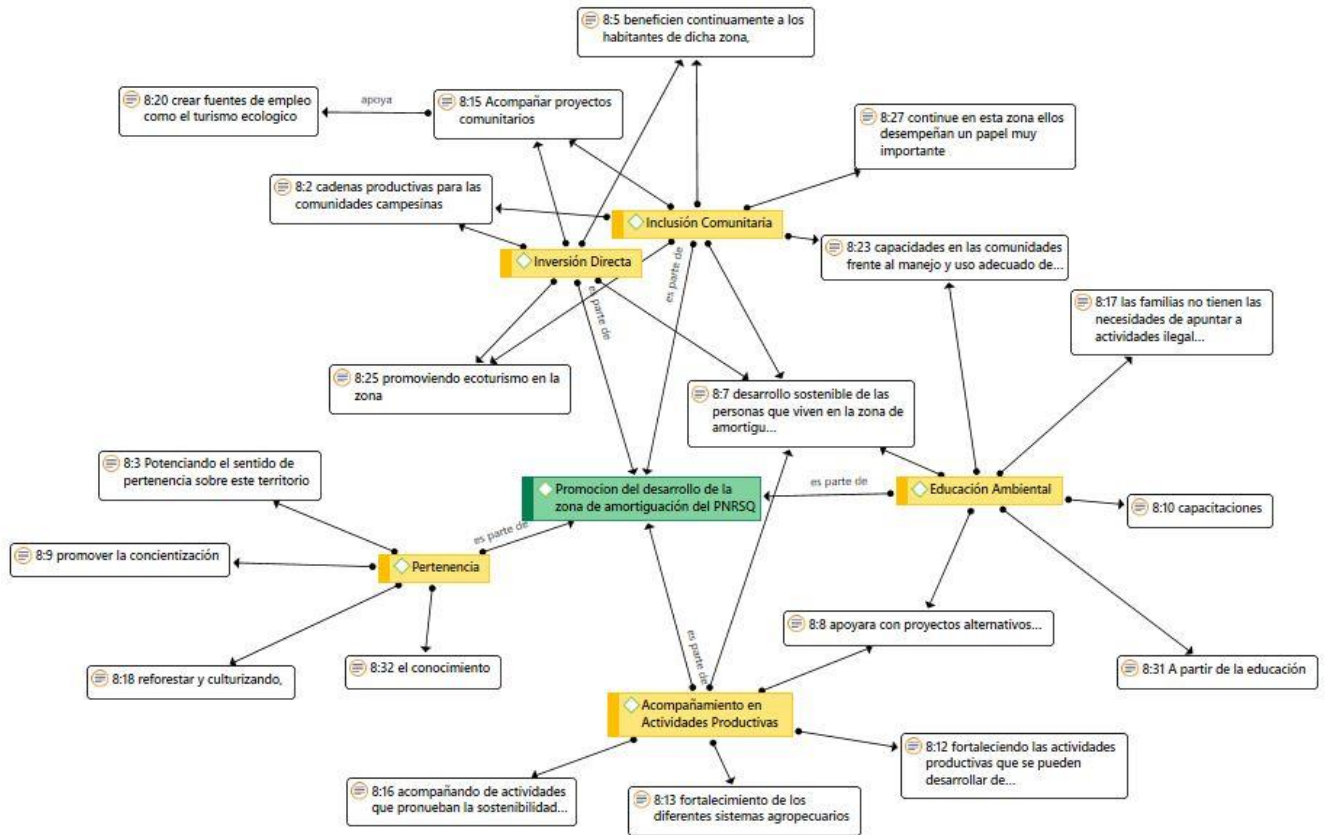 8:5 beneficien continuamente a los
habitantes de dicha zona,
8:20 crear fuentes de empleo
como el turismo ecologico
apoya
8:15 Acompañar proyectos
comunitarios
8:27 continue en esta zona ellos
desempeñan un papel muy
importante
8:2 cadenas productivas para las
comunidades campesinas
Inclusión Comunitaria
8:23 capacidades en las comunidades
frente al manejo y uso adecuado de...
Inversión Directa
es parte de
es parte de
8:17 las familias no tienen las
necesidades de apuntar a
actividades ilegal...
8:25 promoviendo ecoturismo en la
zona
8:7 desarrollo sostenible de las
personas que viven en la zona de
amortigu...
8:3 Potenciando el sentido de
pertenencia sobre este territorio
Promocion del desarrollo de la
zona de amortiguación del PNRSQ
es parte de
Educación Ambiental
8:10 capacitaciones
es parte de
8:9 promover la concientización
Pertenencia
8:8 apoyara con proyectos alternativos...
8:32 el conocimiento
8:18 reforestar y culturizando,
es parte de
8:31 A partir de la educación
Acompañamiento en
Actividades Productivas
8:12 fortaleciendo las actividades
productivas que se pueden
desarrollar de...
8:16 acompañando de actividades
que pronueban la sostenibilidad...
8:13 fortalecimiento de los
diferentes sistemas agropecuarios